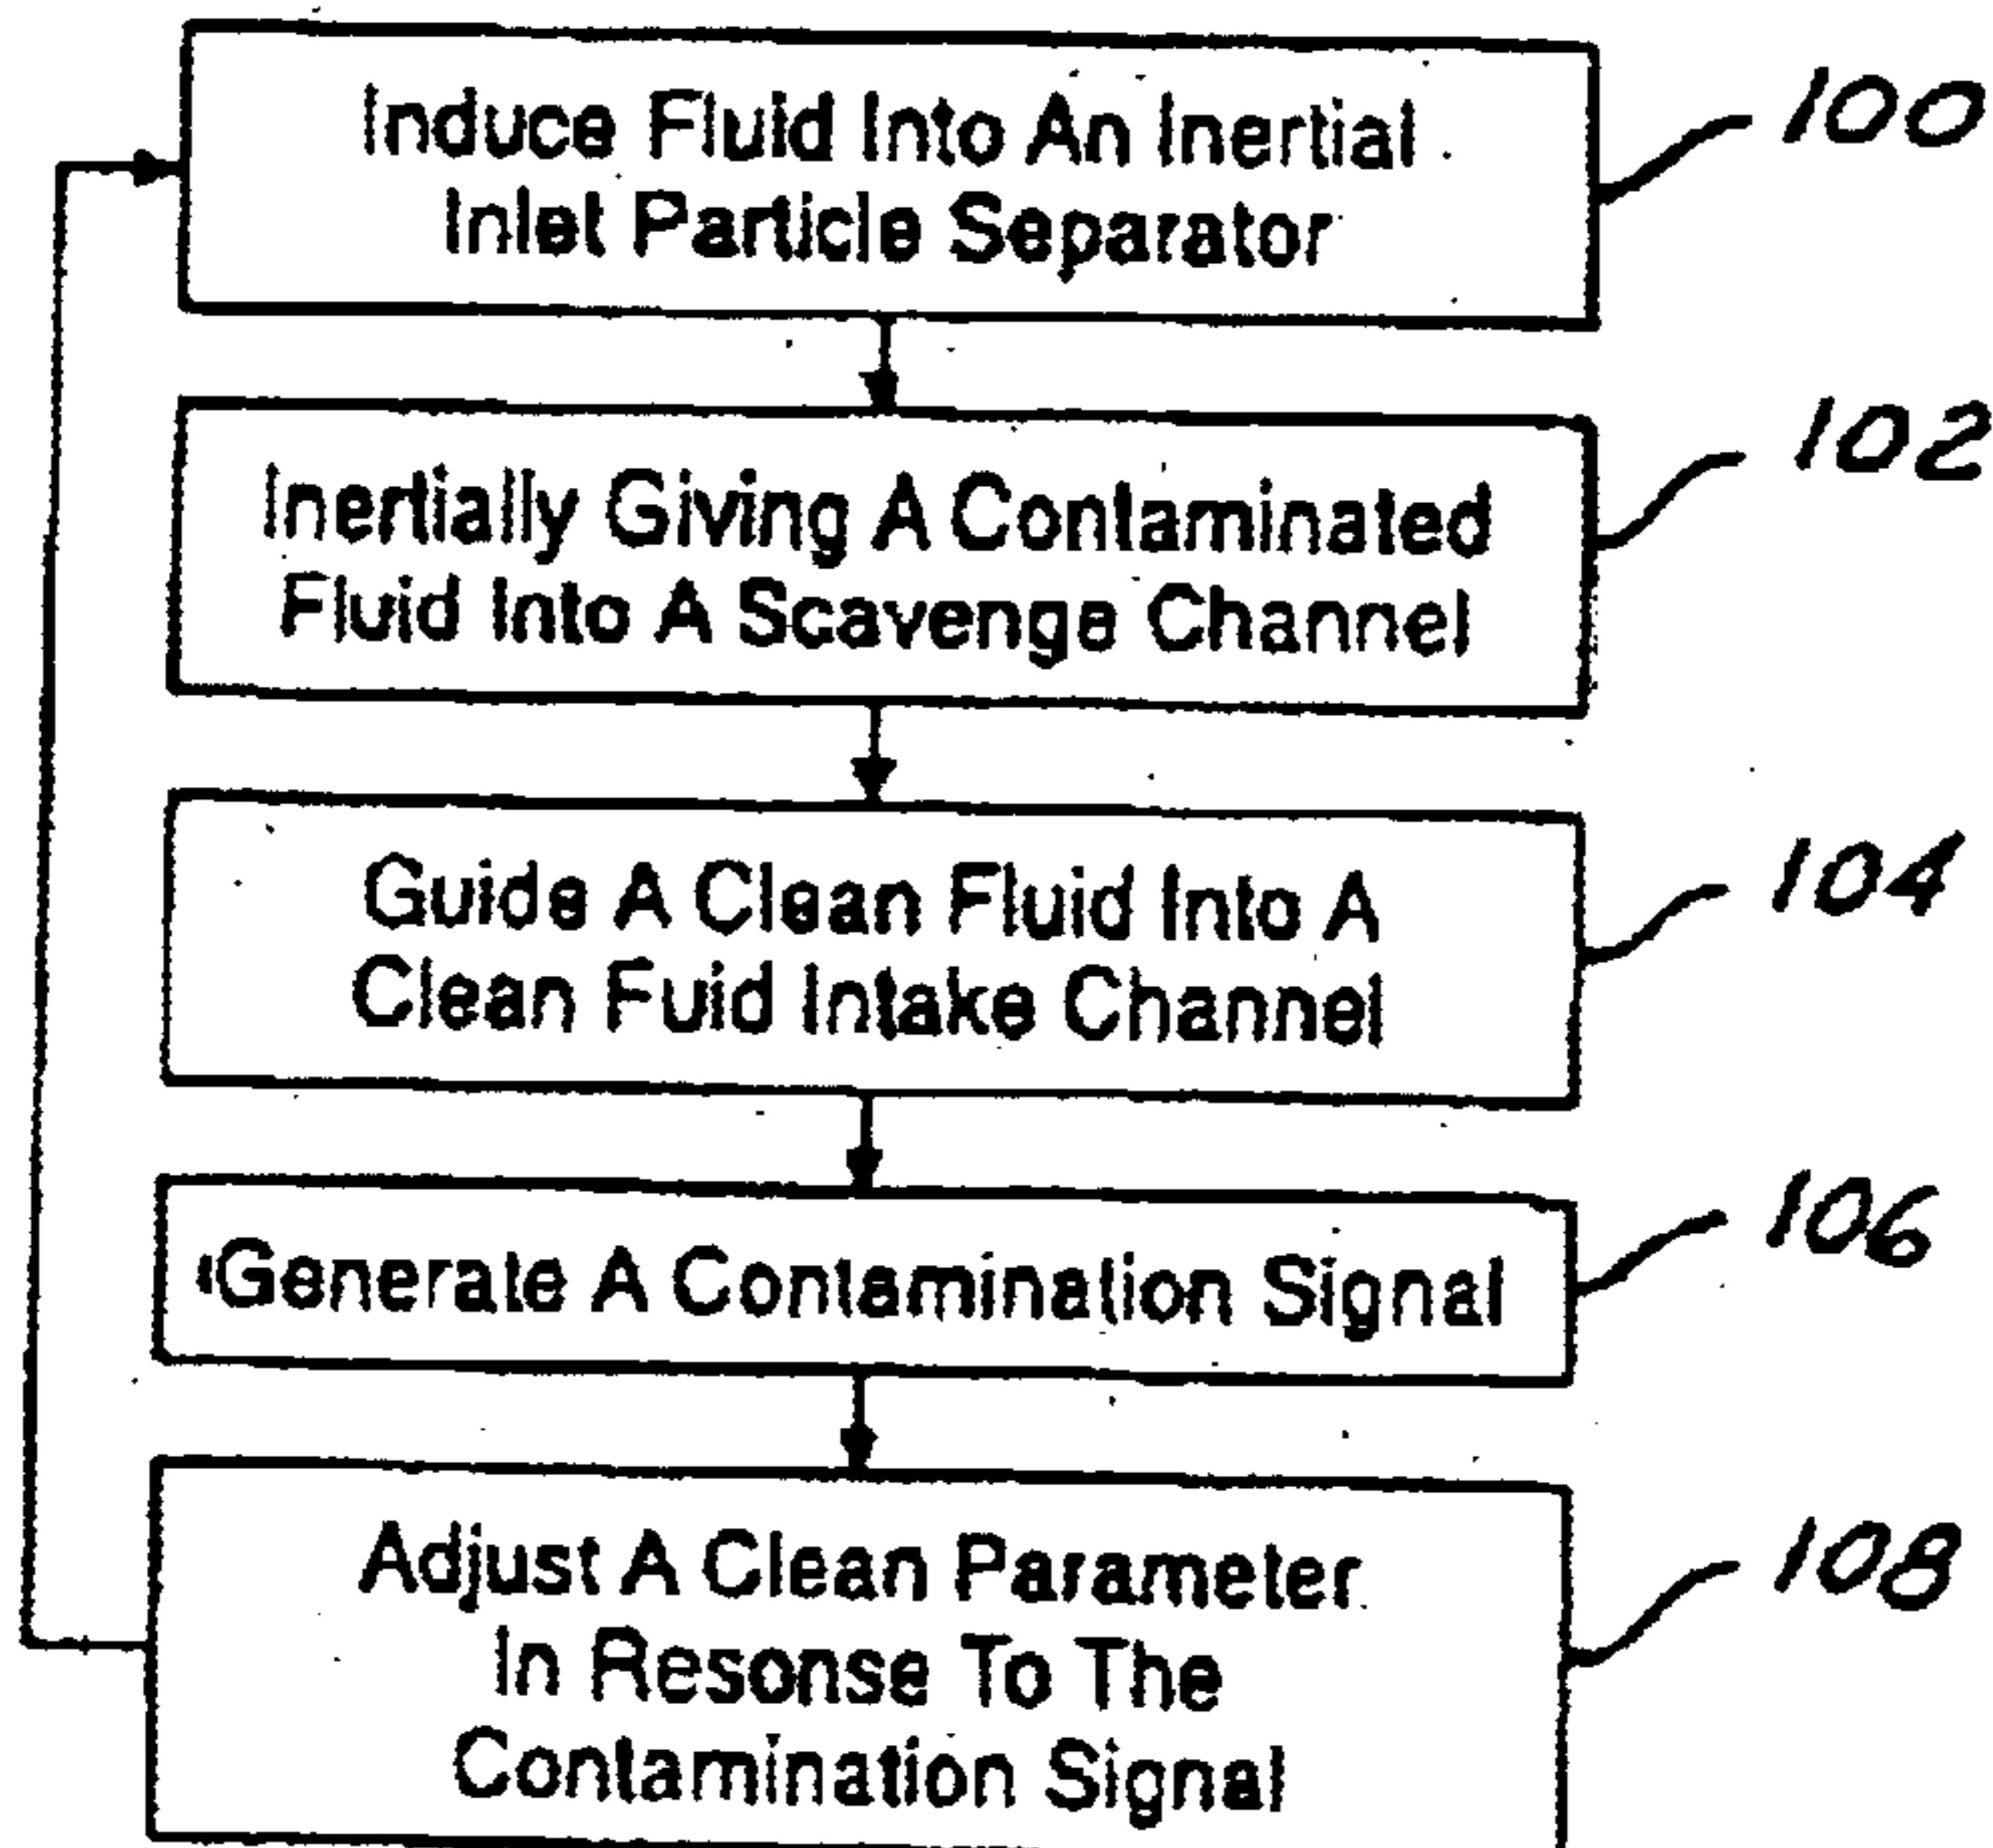 Induce Fluid Into An Inertial
Inlet Particle Separator
100
Inertially Giving A Contaminated
Fluid Into A Scavenge Channel
102
Guide A Clean Fluid Into A
Clean Fuid Intake Channel
104
Generate A Contamination Signal
106
Adjust A Clean Parameter
In Resonse To The
Contamination Signal
108